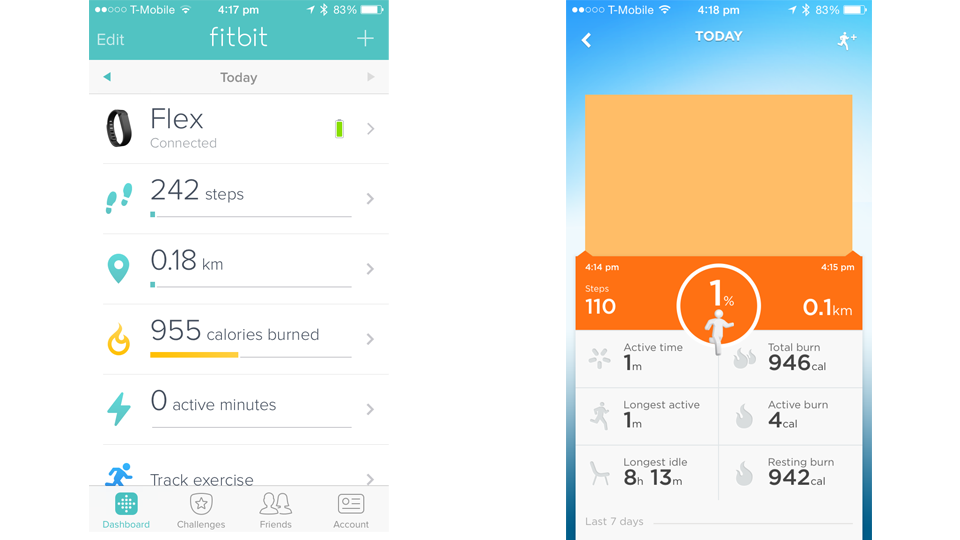 T-Mobile 4:17 pm 83%
Edit fitbit +
Today
Flex
Connected
242 steps
0.18 km
955 calories burned
0 active minutes
Track exercise
Dashboard Challenges Friends Account
T-Mobile 4:18 pm 83%
TODAY
4:14 pm 4:15 pm
Steps
110
1%
0.1km
Active time
1m
Total burn
946cal
Longest active
1m
Active burn
4cal
Longest idle
8h 13m
Resting burn
942cal
Last 7 days